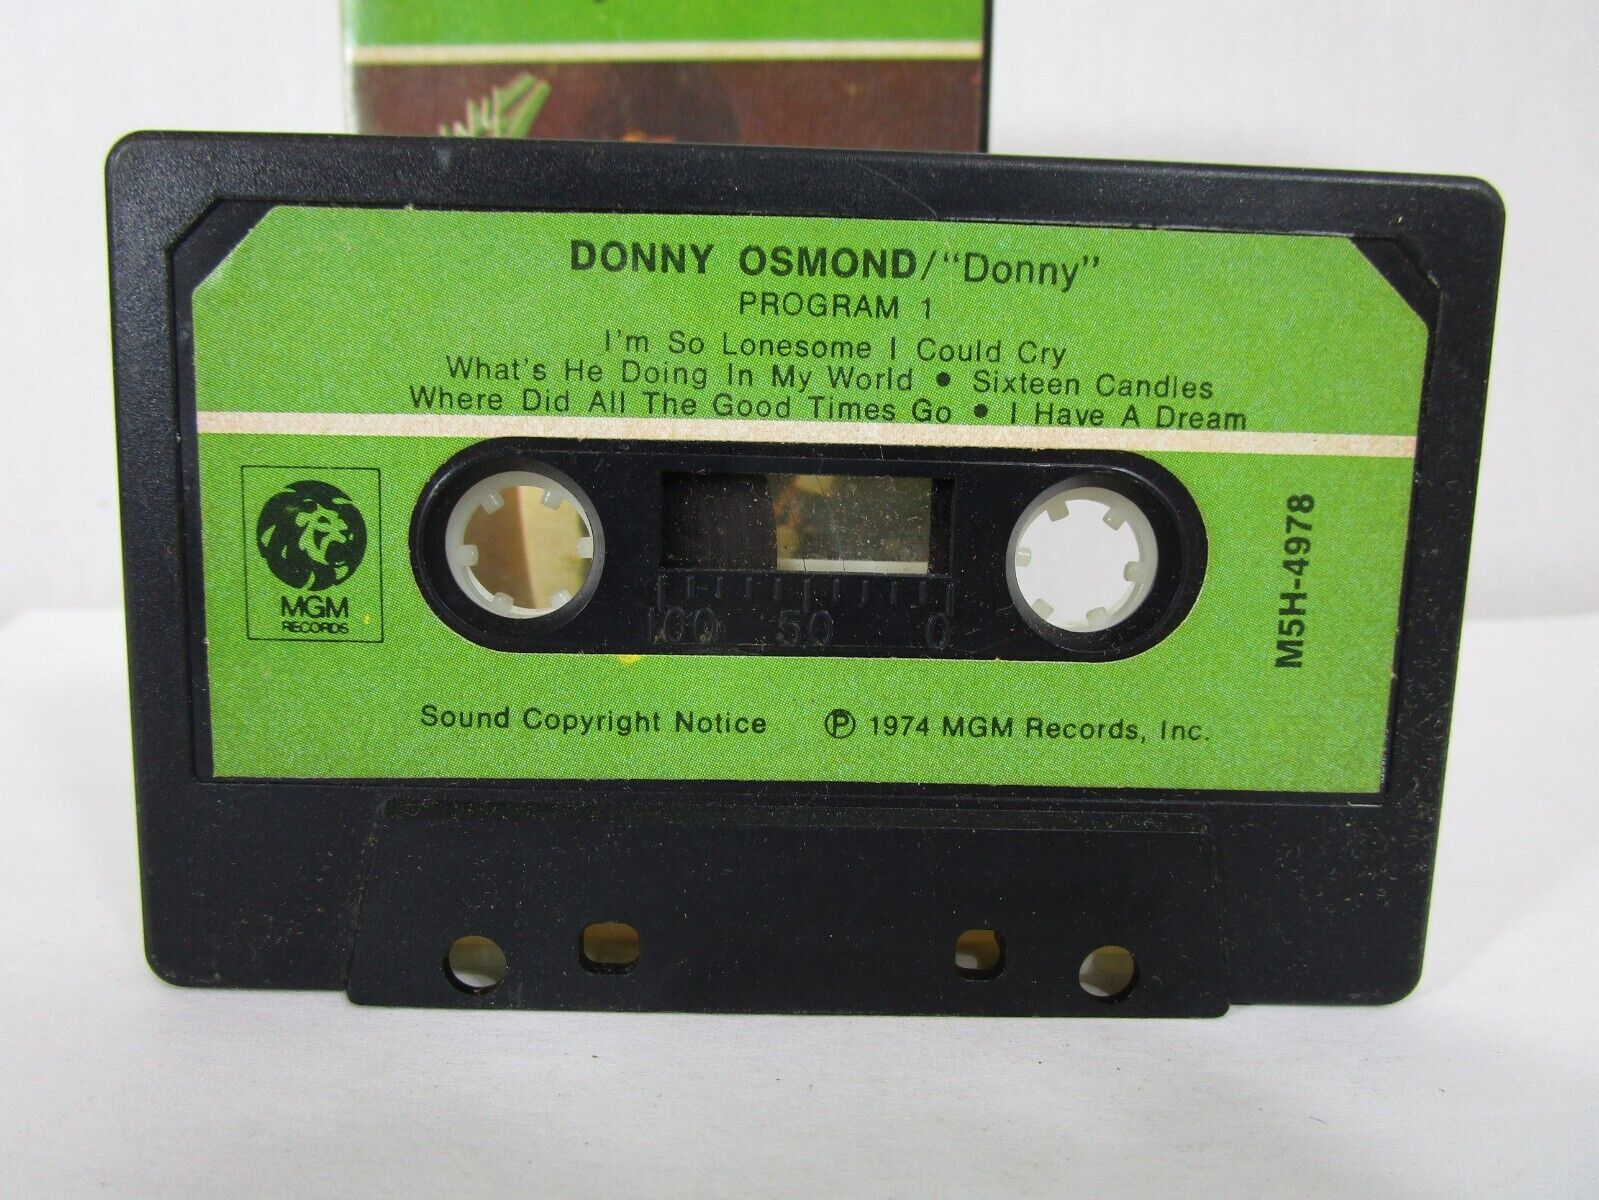 DONNY OSMOND/"Donny"
PROGRAM 1
I'm So Lonesome I Could Cry
What's He Doing In My World • Sixteen Candles
Where Did All The Good Times Go • I Have A Dream
MGM
RECORDS
100 50 0
M5H-4978
Sound Copyright Notice ℗ 1974 MGM Records, Inc.